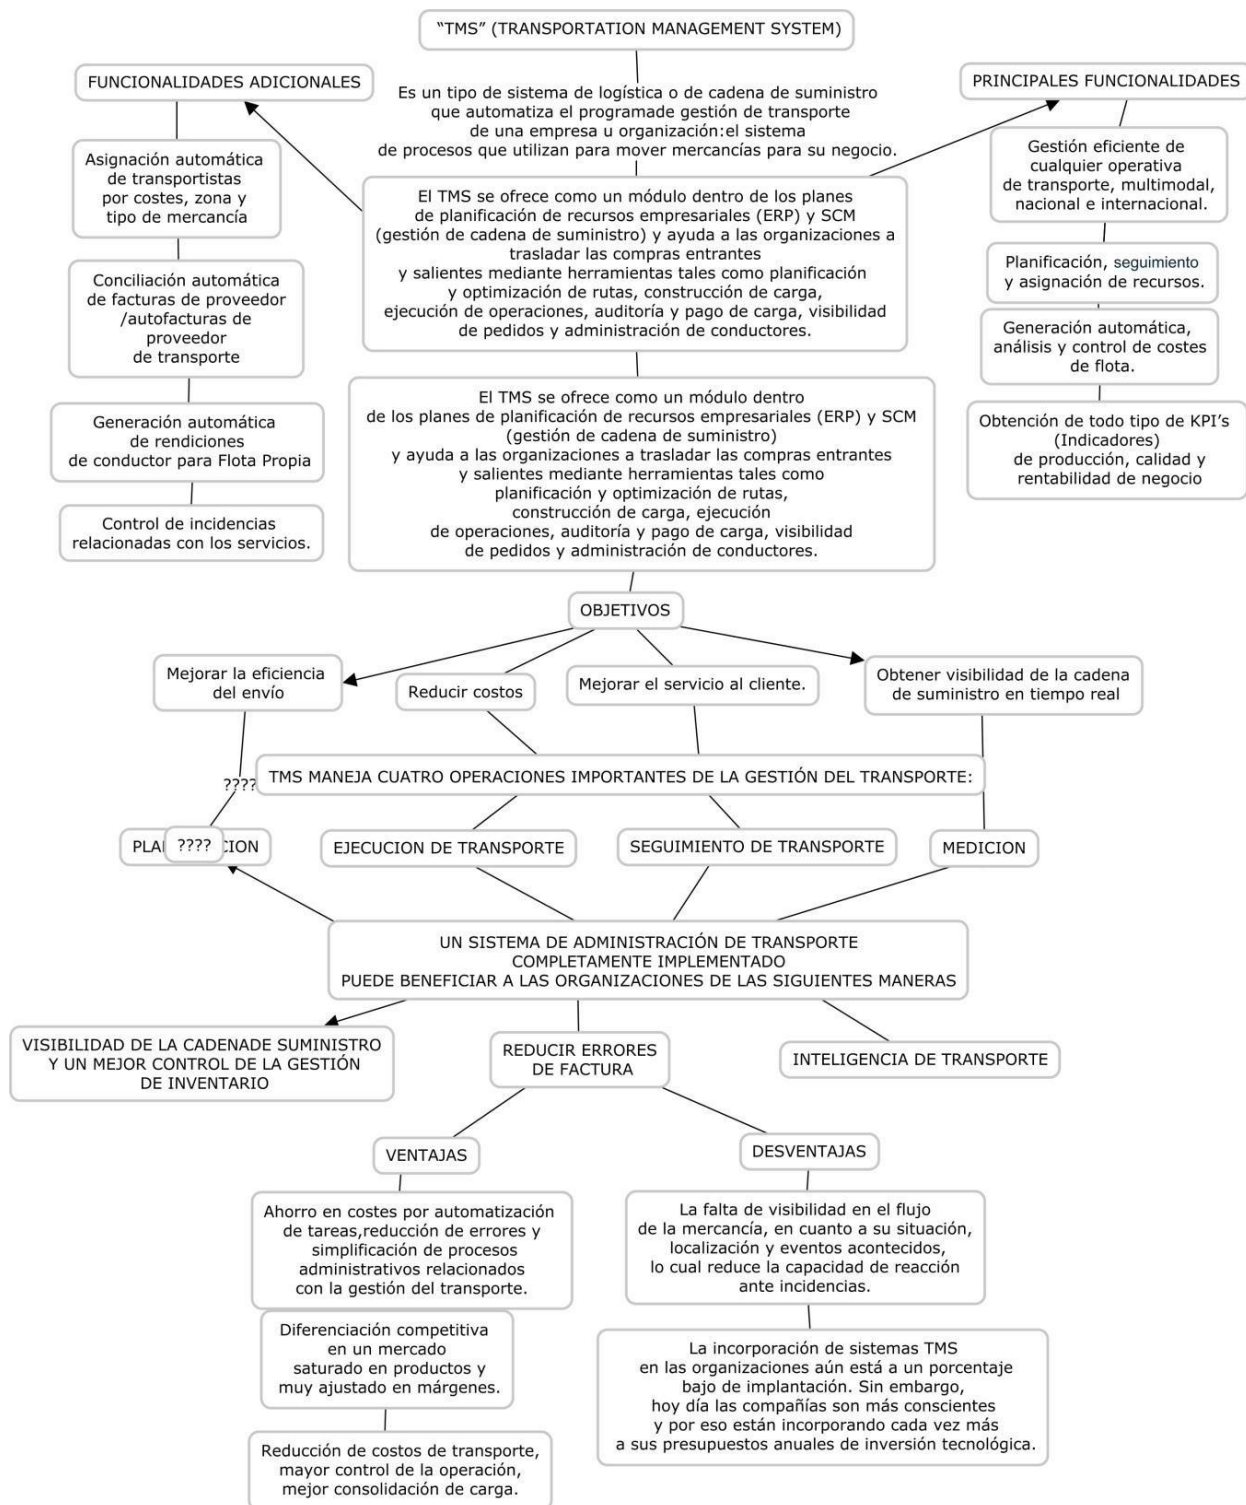 “TMS” (TRANSPORTATION MANAGEMENT SYSTEM)
Es un tipo de sistema de logística o de cadena de suministro
que automatiza el programade gestión de transporte
de una empresa u organización:el sistema
de procesos que utilizan para mover mercancías para su negocio.
FUNCIONALIDADES ADICIONALES
Asignación automática
de transportistas
por costes, zona y
tipo de mercancía
Conciliación automática
de facturas de proveedor
/autofacturas de
proveedor
de transporte
Generación automática
de rendiciones
de conductor para Flota Propia
Control de incidencias
relacionadas con los servicios.
PRINCIPALES FUNCIONALIDADES
Gestión eficiente de
cualquier operativa
de transporte, multimodal,
nacional e internacional.
Planificación, seguimiento
y asignación de recursos.
Generación automática,
análisis y control de costes
de flota.
Obtención de todo tipo de KPI’s
(Indicadores)
de producción, calidad y
rentabilidad de negocio
El TMS se ofrece como un módulo dentro de los planes
de planificación de recursos empresariales (ERP) y SCM
(gestión de cadena de suministro) y ayuda a las organizaciones a
trasladar las compras entrantes
y salientes mediante herramientas tales como planificación
y optimización de rutas, construcción de carga,
ejecución de operaciones, auditoría y pago de carga, visibilidad
de pedidos y administración de conductores.
El TMS se ofrece como un módulo dentro
de los planes de planificación de recursos empresariales (ERP) y SCM
(gestión de cadena de suministro)
y ayuda a las organizaciones a trasladar las compras entrantes
y salientes mediante herramientas tales como
planificación y optimización de rutas,
construcción de carga, ejecución
de operaciones, auditoría y pago de carga, visibilidad
de pedidos y administración de conductores.
OBJETIVOS
Mejorar la eficiencia
del envío
Reducir costos
Mejorar el servicio al cliente.
Obtener visibilidad de la cadena
de suministro en tiempo real
????
TMS MANEJA CUATRO OPERACIONES IMPORTANTES DE LA GESTIÓN DEL TRANSPORTE:
????
EJECUCION DE TRANSPORTE
SEGUIMIENTO DE TRANSPORTE
MEDICION
UN SISTEMA DE ADMINISTRACIÓN DE TRANSPORTE
COMPLETAMENTE IMPLEMENTADO
PUEDE BENEFICIAR A LAS ORGANIZACIONES DE LAS SIGUIENTES MANERAS
VISIBILIDAD DE LA CADENADE SUMINISTRO
Y UN MEJOR CONTROL DE LA GESTIÓN
DE INVENTARIO
REDUCIR ERRORES
DE FACTURA
INTELIGENCIA DE TRANSPORTE
VENTAJAS
Ahorro en costes por automatización
de tareas,reducción de errores y
simplificación de procesos
administrativos relacionados
con la gestión del transporte.
Diferenciación competitiva
en un mercado
saturado en productos y
muy ajustado en márgenes.
Reducción de costos de transporte,
mayor control de la operación,
mejor consolidación de carga.
DESVENTAJAS
La falta de visibilidad en el flujo
de la mercancía, en cuanto a su situación,
localización y eventos acontecidos,
lo cual reduce la capacidad de reacción
ante incidencias.
La incorporación de sistemas TMS
en las organizaciones aún está a un porcentaje
bajo de implantación. Sin embargo,
hoy día las compañías son más conscientes
y por eso están incorporando cada vez más
a sus presupuestos anuales de inversión tecnológica.